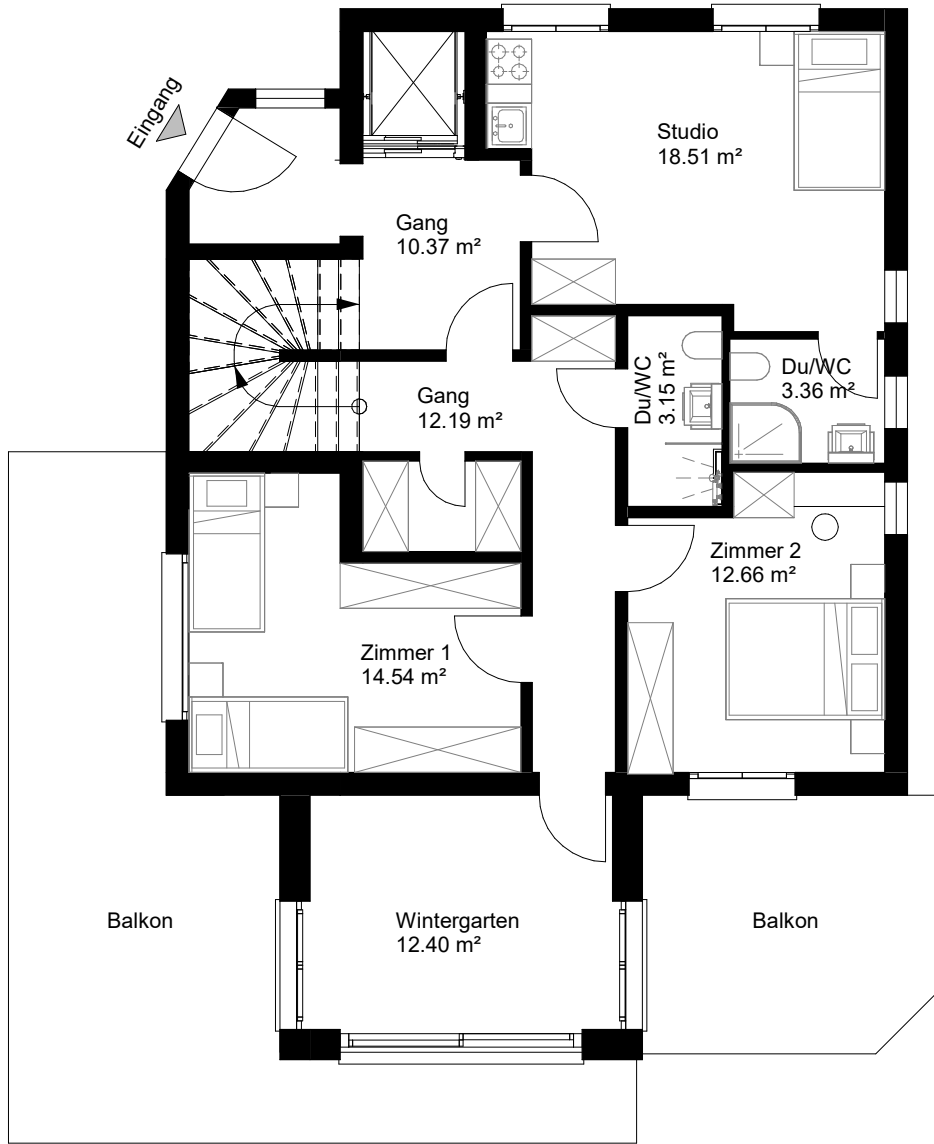 Eingang
Studio
18.51 m²
Gang
10.37 m²
Du/WC
3.15 m²
Du/WC
3.36 m²
Gang
12.19 m²
Zimmer 2
12.66 m²
Zimmer 1
14.54 m²
Balkon
Wintergarten
12.40 m²
Balkon